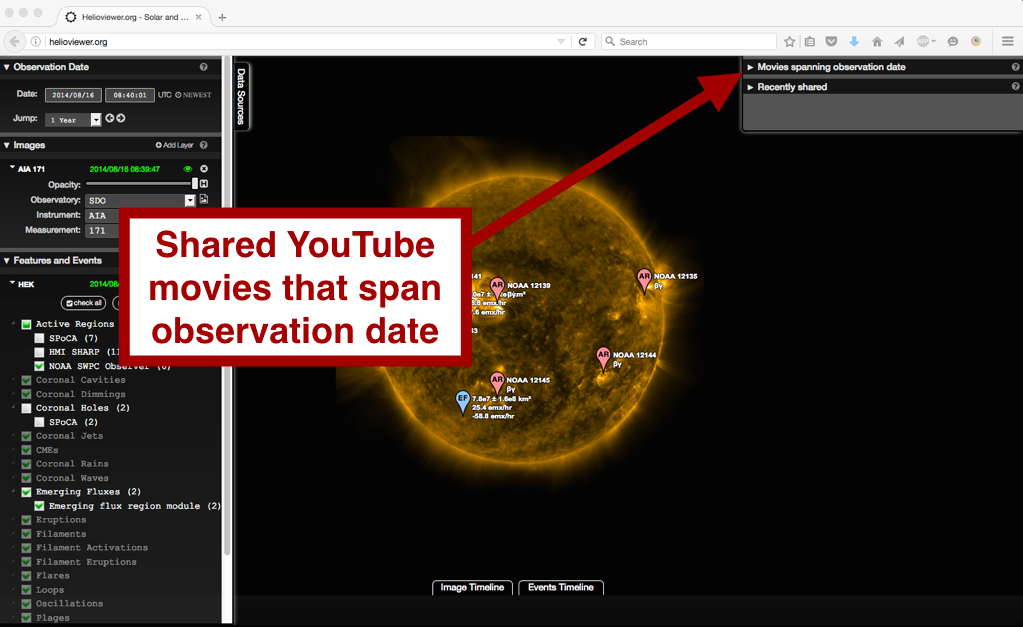 Helioviewer.org - Solar and ...
helioviewer.org
Search
Observation Date
Date: 2014/08/16 08:40:01 UTC NEWEST
Jump: 1 Year
Images
Add Layer
AIA 171 2014/08/16 08:39:47
Opacity:
Observatory: SDO
Instrument: AIA
Measurement: 171
Features and Events
HEK 2014/08/
check all
Active Regions
SPoCA (7)
HMI SHARP (11
NOAA SWPC Observer (6)
Coronal Cavities
Coronal Dimmings
Coronal Holes (2)
SPoCA (2)
Coronal Jets
CMEs
Coronal Rains
Coronal Waves
Emerging Fluxes (2)
Emerging flux region module (2)
Eruptions
Filaments
Filament Activations
Filament Eruptions
Flares
Loops
Oscillations
Plages
Data Sources
Shared YouTube
movies that span
observation date
Movies spanning observation date
Recently shared
AR NOAA 12139
AR NOAA 12135
βγ
AR NOAA 12144
βγ
AR NOAA 12145
βγ
EF 7.8e7 ± 1.6e8 km²
25.4 emx/hr
-58.8 emx/hr
Image Timeline
Events Timeline